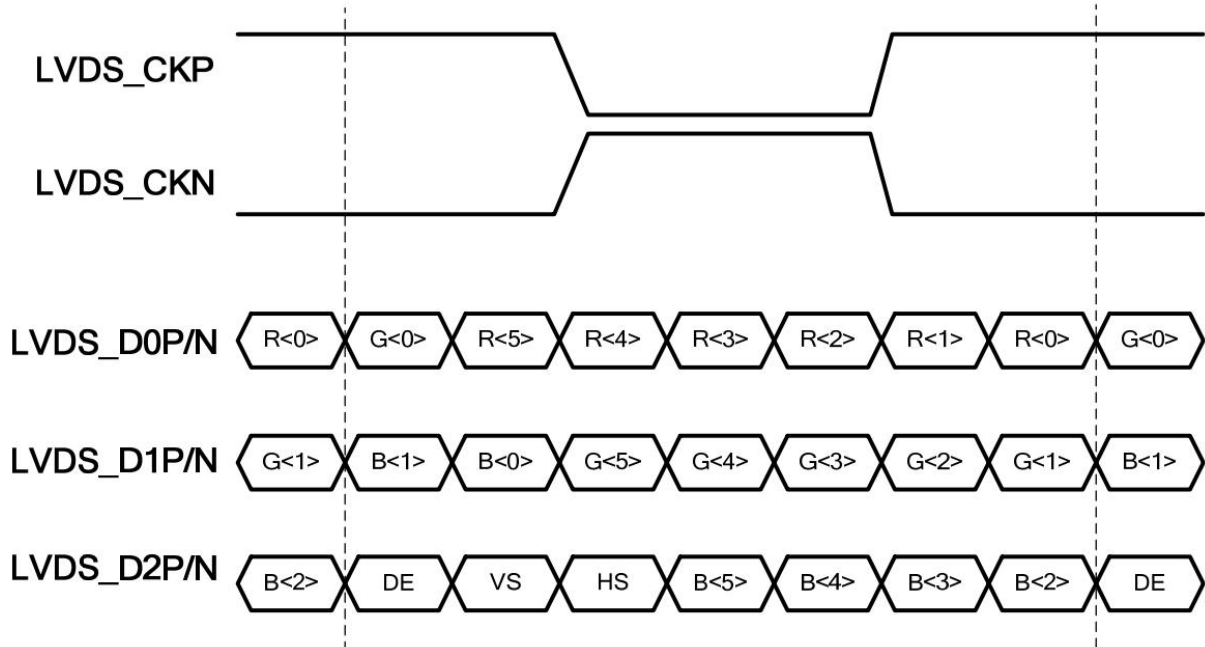 LVDS_CKP
LVDS_CKN
LVDS_D0P/N R<0> G<0> R<5> R<4> R<3> R<2> R<1> R<0> G<0>
LVDS_D1P/N G<1> B<1> B<0> G<5> G<4> G<3> G<2> G<1> B<1>
LVDS_D2P/N B<2> DE VS HS B<5> B<4> B<3> B<2> DE